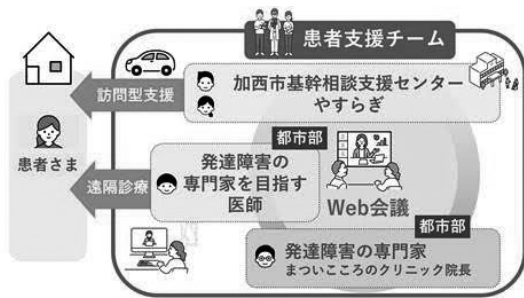 患者支援チーム
加西市基幹相談支援センター
やすらぎ
訪問型支援
患者さま
都市部
発達障害の
専門家を目指す
医師
遠隔診療
Web会議
都市部
発達障害の専門家
まついこころのクリニック院長